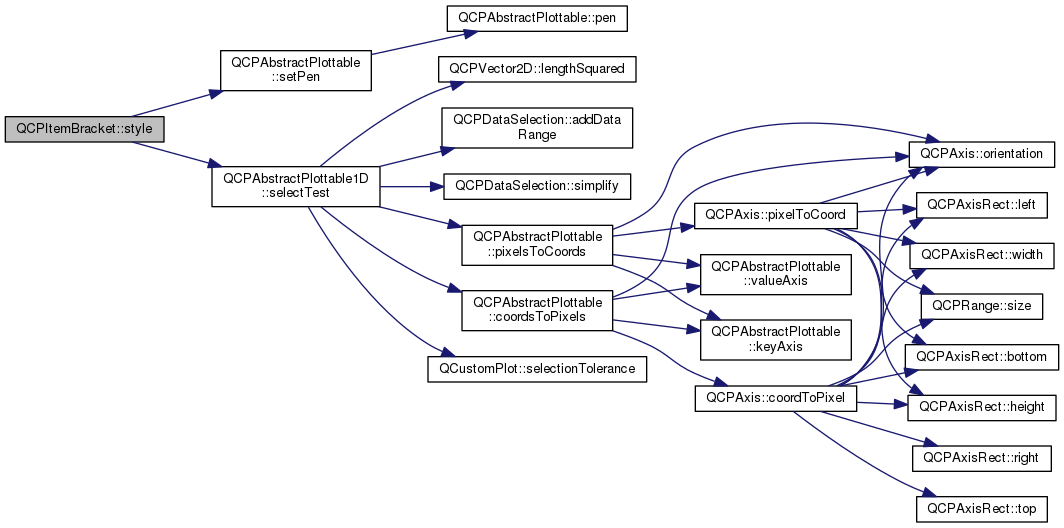 QCPItemBracket::style
QCPAbstractPlottable
::setPen
QCPAbstractPlottable1D
::selectTest
QCPAbstractPlottable::pen
QCPVector2D::lengthSquared
QCPDataSelection::addData
Range
QCPDataSelection::simplify
QCPAbstractPlottable
::pixelsToCoords
QCPAbstractPlottable
::coordsToPixels
QCustomPlot::selectionTolerance
QCPAxis::pixelToCoord
QCPAbstractPlottable
::valueAxis
QCPAbstractPlottable
::keyAxis
QCPAxis::coordToPixel
QCPAxis::orientation
QCPAxisRect::left
QCPAxisRect::width
QCPRange::size
QCPAxisRect::bottom
QCPAxisRect::height
QCPAxisRect::right
QCPAxisRect::top